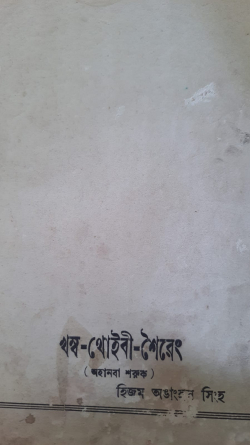 খম্ব-থোইবী-শৈরেং
(অহানবা শরুক)
হিজম অঙাংহল সিংহ